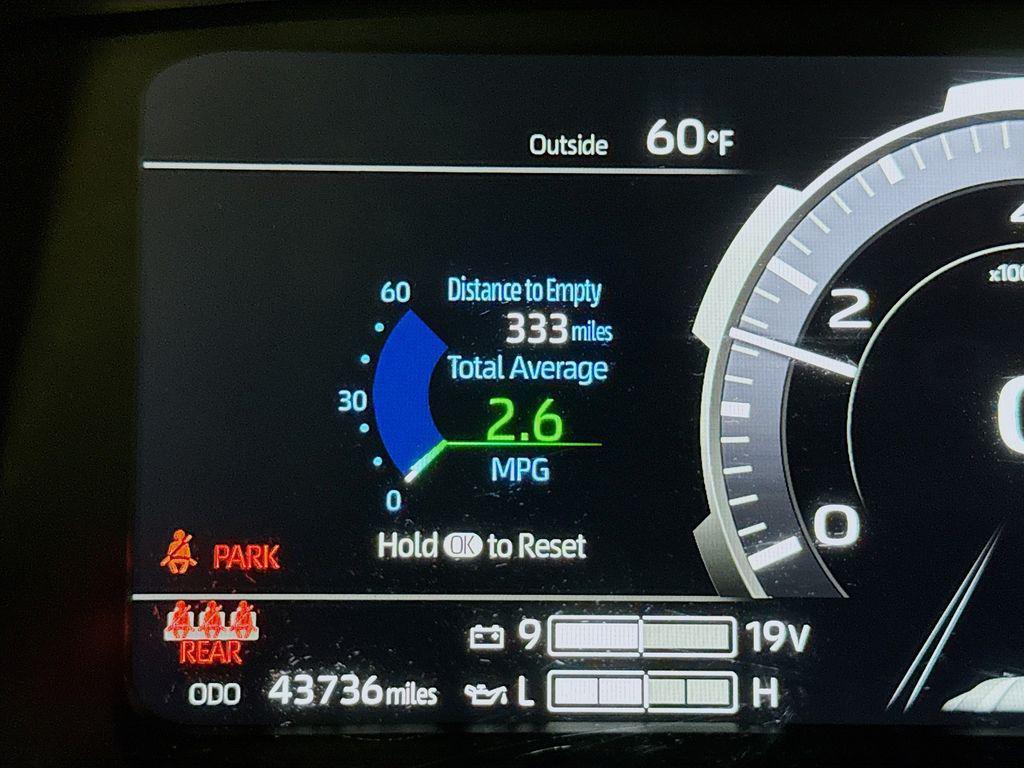 Outside 60°F
60
Distance to Empty
333 miles
Total Average
30
2.6
MPG
0
Hold OK to Reset
PARK
REAR
ODO 43736 miles
9 19V
L H
2
0
x100